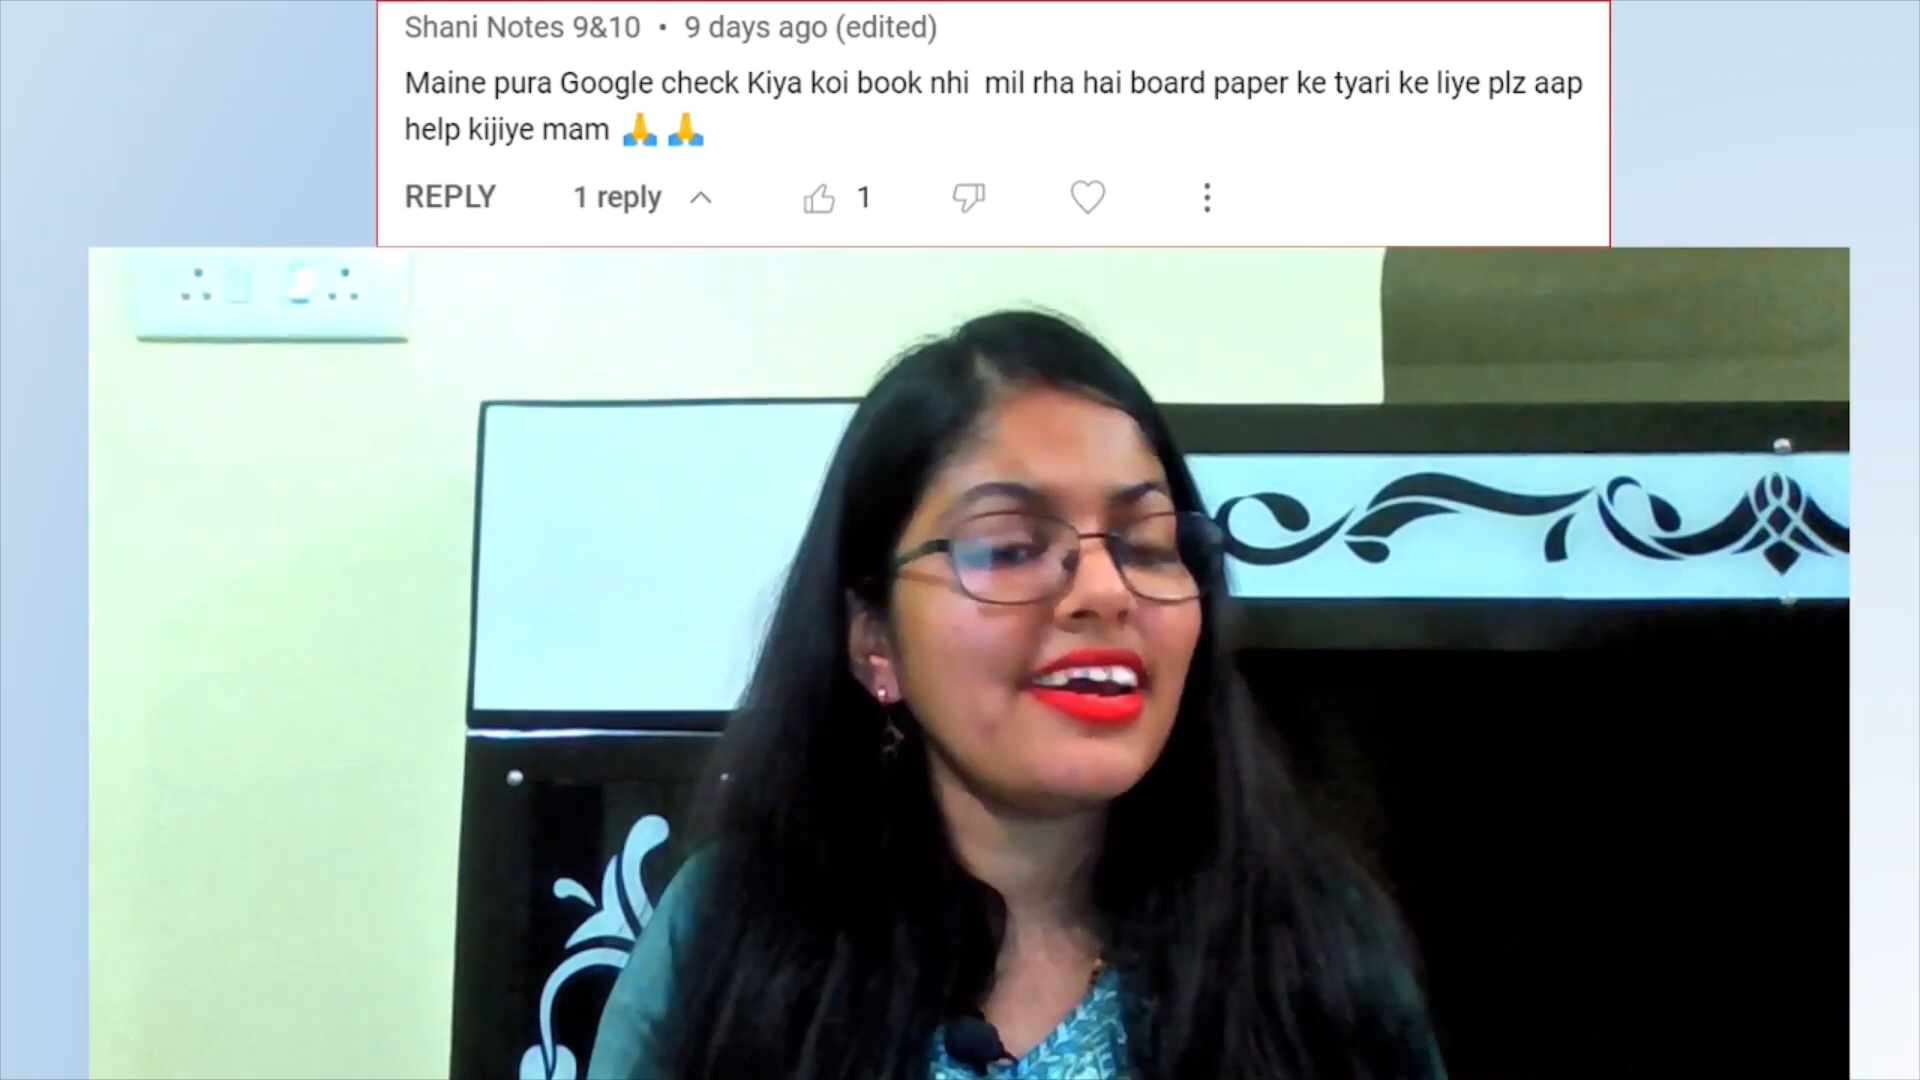 Shani Notes 9&10 • 9 days ago (edited)
Maine pura Google check Kiya koi book nhi mil rha hai board paper ke tyari ke liye plz aap
help kijiye mam 🙏 🙏
REPLY 1 reply 1